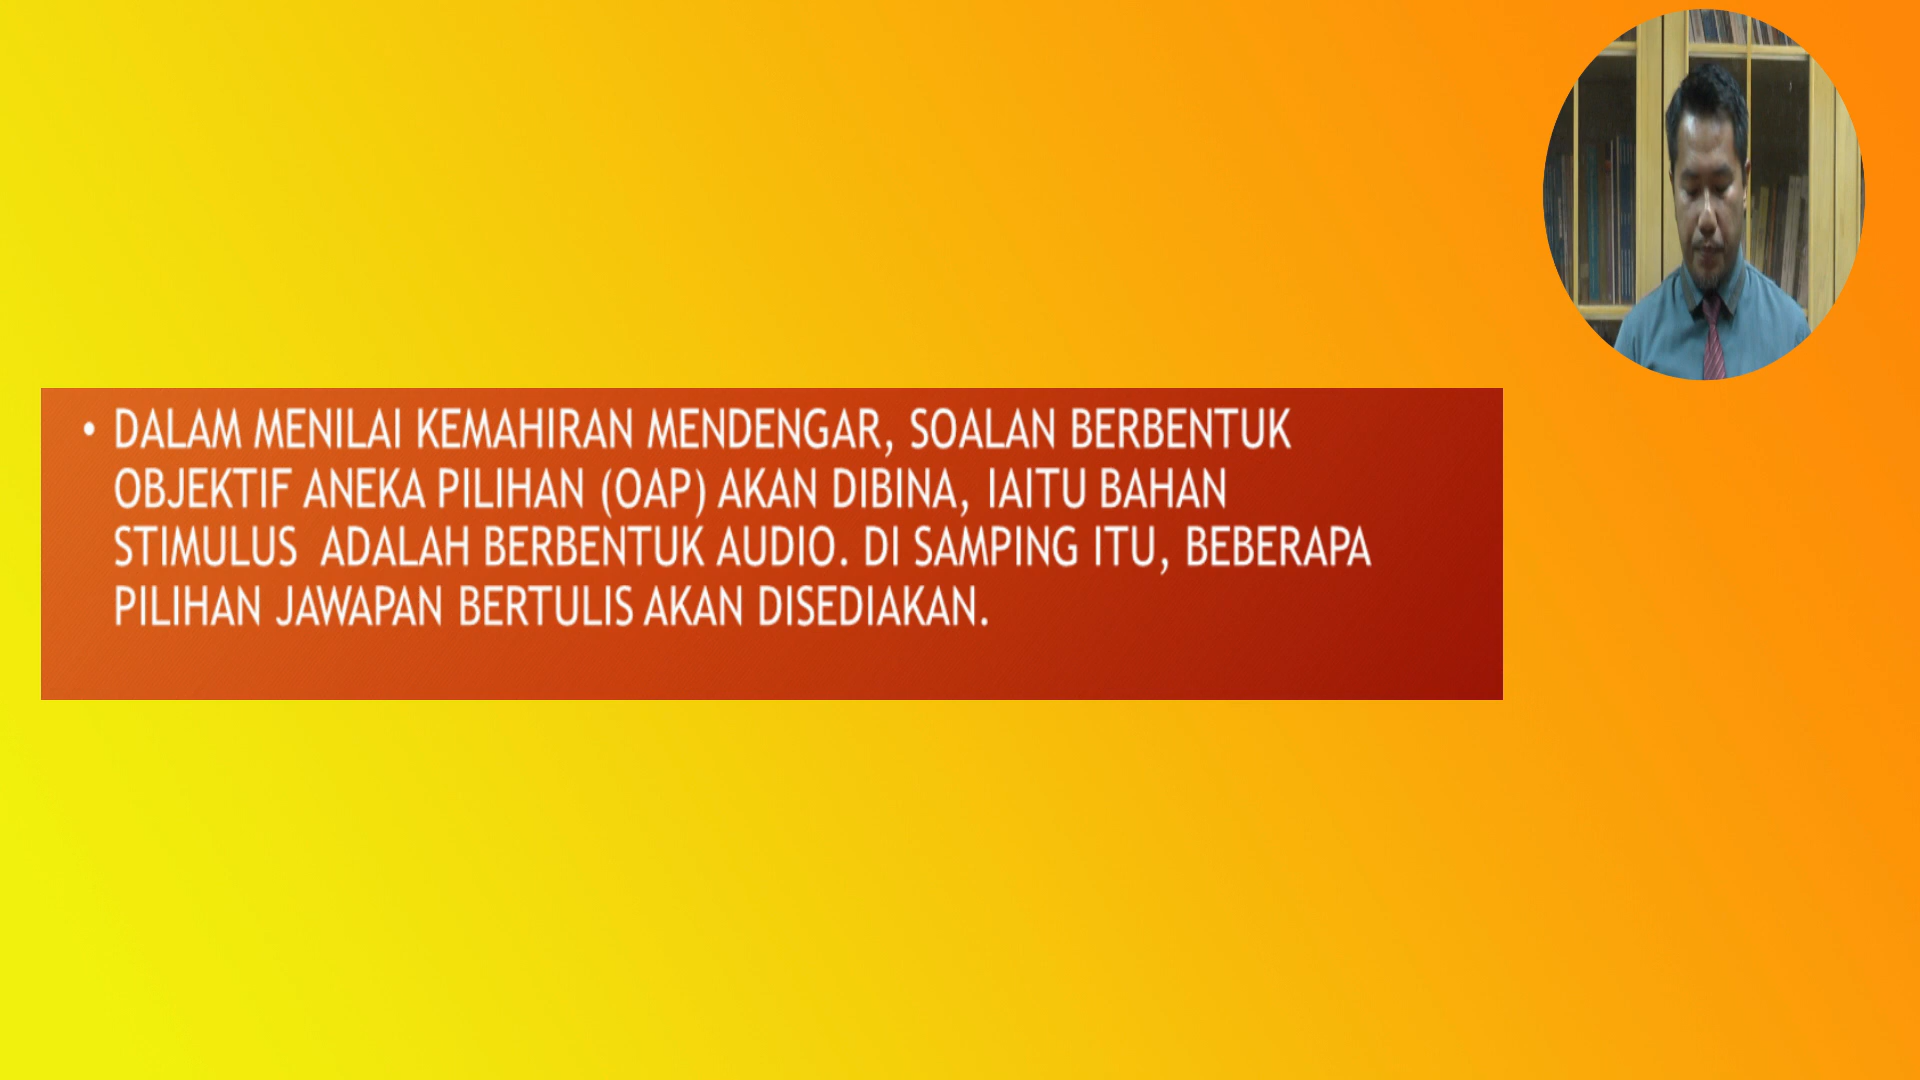 • DALAM MENILAI KEMAHIRAN MENDENGAR, SOALAN BERBENTUK
OBJEKTIF ANEKA PILIHAN (OAP) AKAN DIBINA, IAITU BAHAN
STIMULUS  ADALAH BERBENTUK AUDIO. DI SAMPING ITU, BEBERAPA
PILIHAN JAWAPAN BERTULIS AKAN DISEDIAKAN.